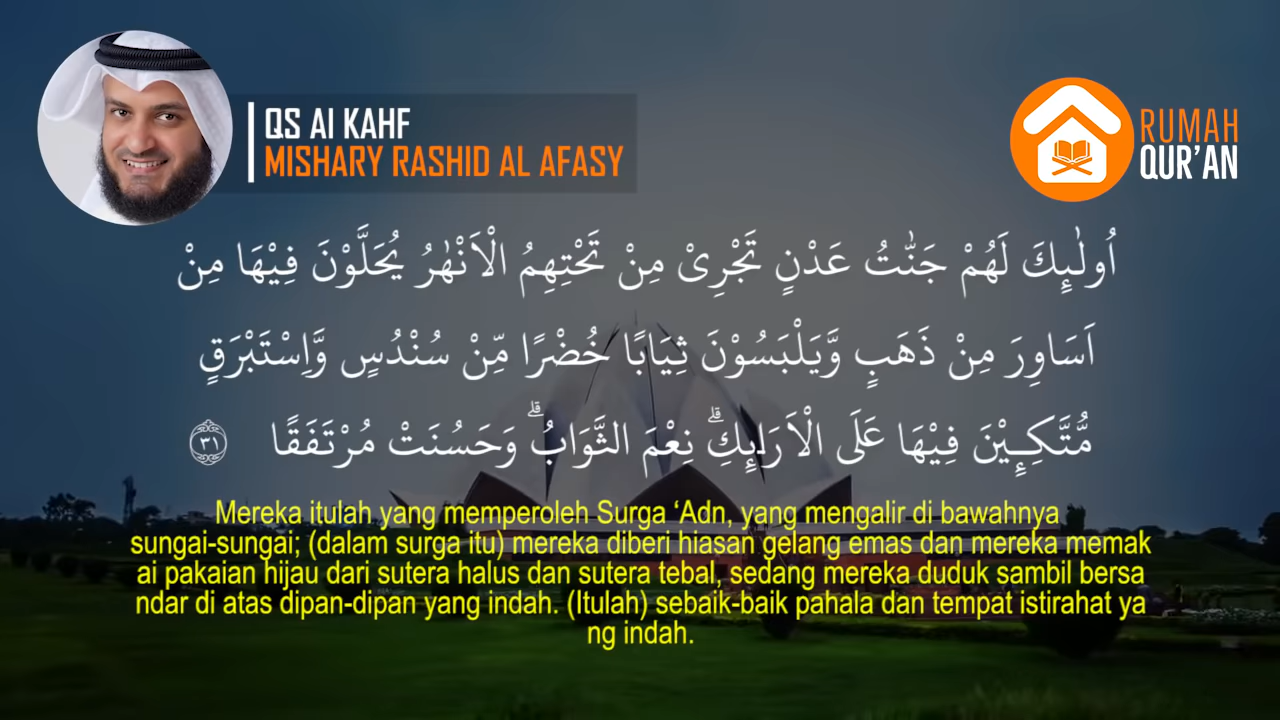 QS Al KAHF
MISHARY RASHID AL AFASY
RUMAH
QUR'AN
اُولٰۤىِٕكَ لَهُمْ جَنّٰتُ عَدْنٍ تَجْرِيْ مِنْ تَحْتِهِمُ الْاَنْهٰرُ يُحَلَّوْنَ فِيْهَا مِنْ
اَسَاوِرَ مِنْ ذَهَبٍ وَّيَلْبَسُوْنَ ثِيَابًا خُضْرًا مِّنْ سُنْدُسٍ وَّاِسْتَبْرَقٍ
مُّتَّكِـِٕيْنَ فِيْهَا عَلَى الْاَرَاۤىِٕكِۗ نِعْمَ الثَّوَابُۗ وَحَسُنَتْ مُرْتَفَقًا ٣١
Mereka itulah yang memperoleh Surga ‘Adn, yang mengalir di bawahnya
sungai-sungai; (dalam surga itu) mereka diberi hiasan gelang emas dan mereka memak
ai pakaian hijau dari sutera halus dan sutera tebal, sedang mereka duduk sambil bersa
ndar di atas dipan-dipan yang indah. (Itulah) sebaik-baik pahala dan tempat istirahat ya
ng indah.